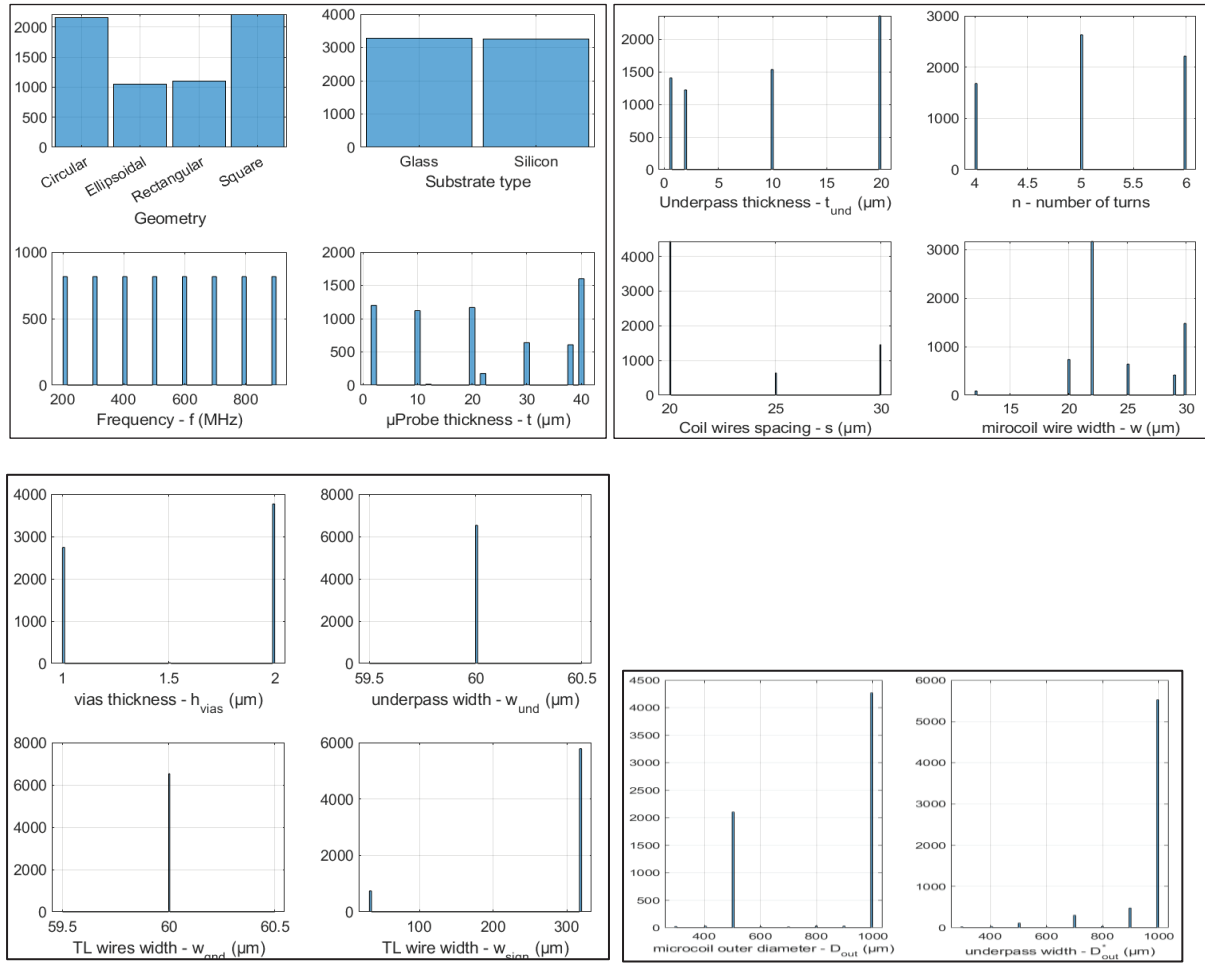 2000
1500
1000
500
0
Circular
Ellipsoidal
Rectangular
Square
Geometry
4000
3000
2000
1000
0
Glass Silicon
Substrate type
1000
500
0
200 400 600 800
Frequency - f (MHz)
2000
1500
1000
500
0
0 10 20 30 40
µProbe thickness - t (µm)
2000
1500
1000
500
0
0 5 10 15 20
Underpass thickness - t_und (µm)
3000
2000
1000
0
4 4.5 5 5.5 6
n - number of turns
4000
3000
2000
1000
0
20 25 30
Coil wires spacing - s (µm)
3000
2000
1000
0
15 20 25 30
mirocoil wire width - w (µm)
4000
3000
2000
1000
0
1 1.5 2
vias thickness - h_vias (µm)
8000
6000
4000
2000
0
59.5 60 60.5
underpass width - w_und (µm)
8000
6000
4000
2000
0
59.5 60 60.5
TL wires width - w_gnd (µm)
6000
4000
2000
0
100 200 300
TL wire width - w_sign (µm)
4500
4000
3500
3000
2500
2000
1500
1000
500
0
400 600 800 1000
microcoil outer diameter - D_out (µm)
6000
5000
4000
3000
2000
1000
0
400 600 800 1000
underpass width - D*_out (µm)